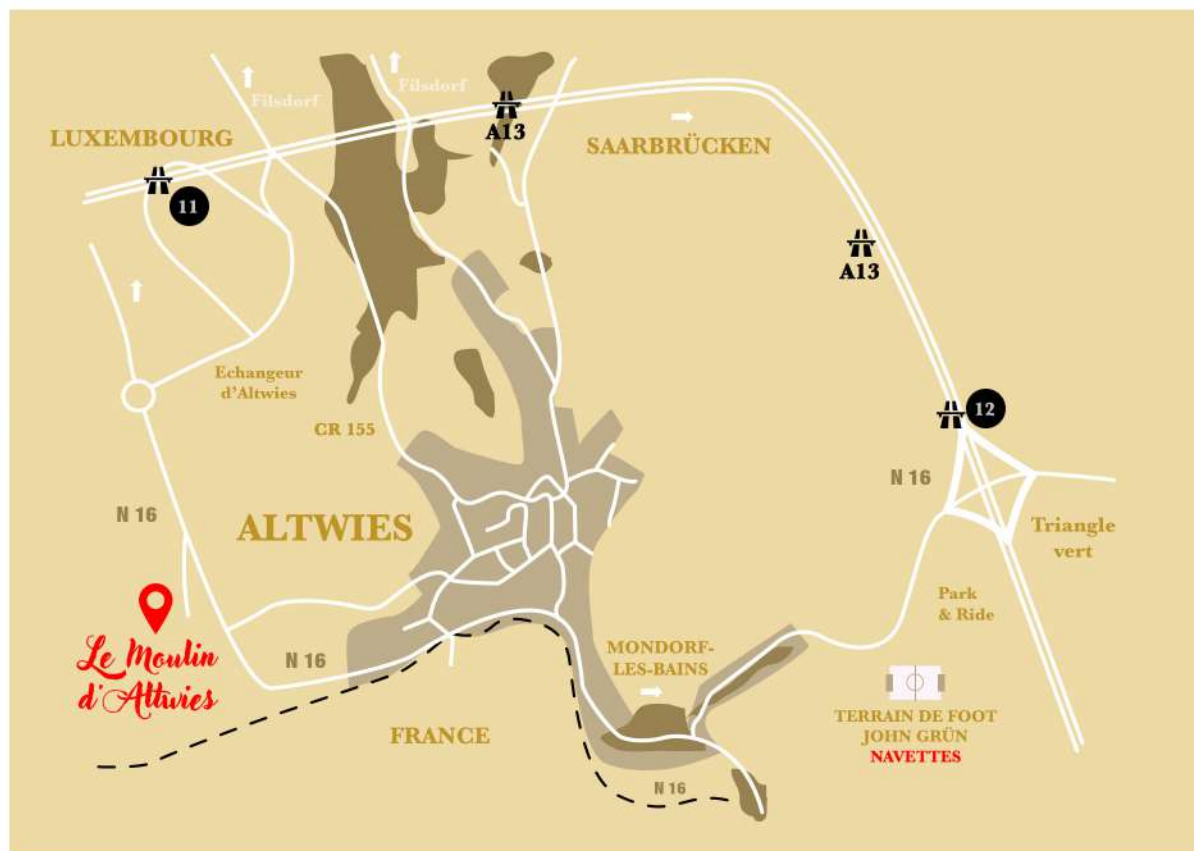 Filsdorf
Filsdorf
LUXEMBOURG
A13
SAARBRÜCKEN
11
A13
Echangeur
d'Altwies
12
CR 155
N 16
N 16
ALTWIES
Triangle
vert
Park
& Ride
Le Moulin
d'Altwies
N 16
MONDORF-
LES-BAINS
FRANCE
TERRAIN DE FOOT
JOHN GRÜN
NAVETTES
N 16